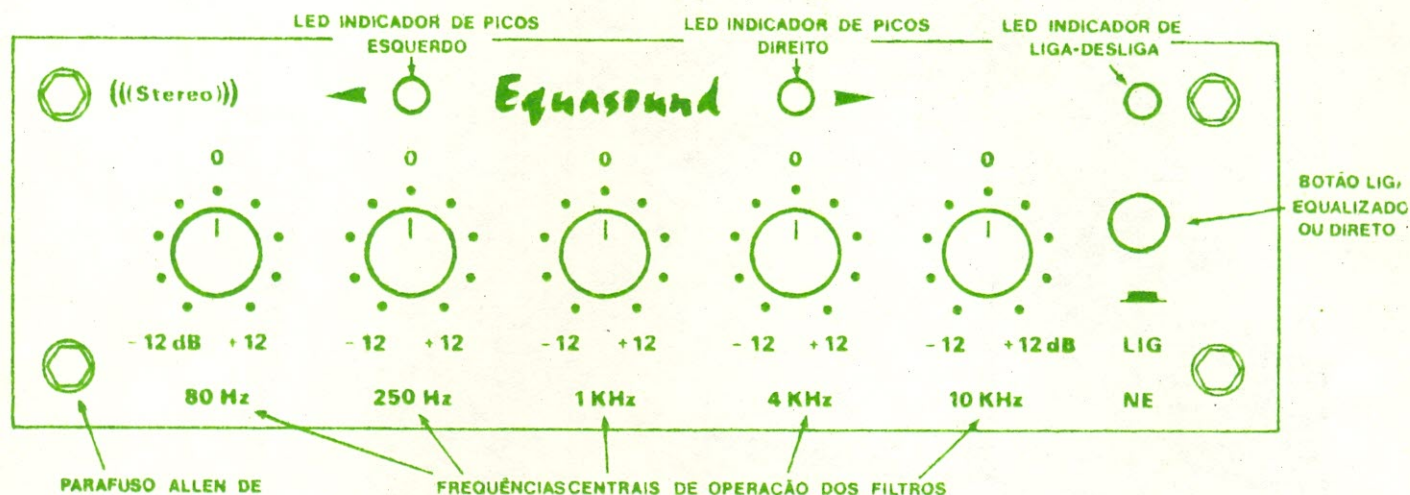 LED INDICADOR DE PICOS
ESQUERDO
LED INDICADOR DE PICOS
DIREITO
LED INDICADOR DE
LIGA-DESLIGA
(((Stereo)))
Equasound
0 0 0 0 0
BOTÃO LIG,
EQUALIZADO
OU DIRETO
- 12 dB + 12 - 12 + 12 - 12 + 12 - 12 + 12 - 12 + 12 dB LIG
80 Hz 250 Hz 1 KHz 4 KHz 10 KHz NE
PARAFUSO ALLEN DE
FREQUÊNCIAS CENTRAIS DE OPERAÇÃO DOS FILTROS